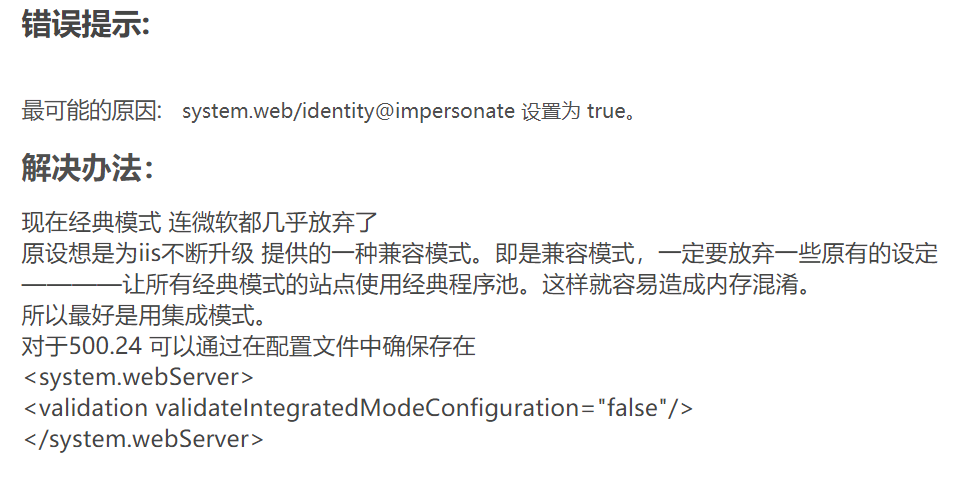 错误提示:
最可能的原因: system.web/identity@impersonate 设置为 true。
解决办法：
现在经典模式 连微软都几乎放弃了
原设想是为iis不断升级 提供的一种兼容模式。即是兼容模式，一定要放弃一些原有的设定
————让所有经典模式的站点使用经典程序池。这样就容易造成内存混淆。
所以最好是用集成模式。
对于500.24 可以通过在配置文件中确保存在
<system.webServer>
<validation validateIntegratedModeConfiguration="false"/>
</system.webServer>